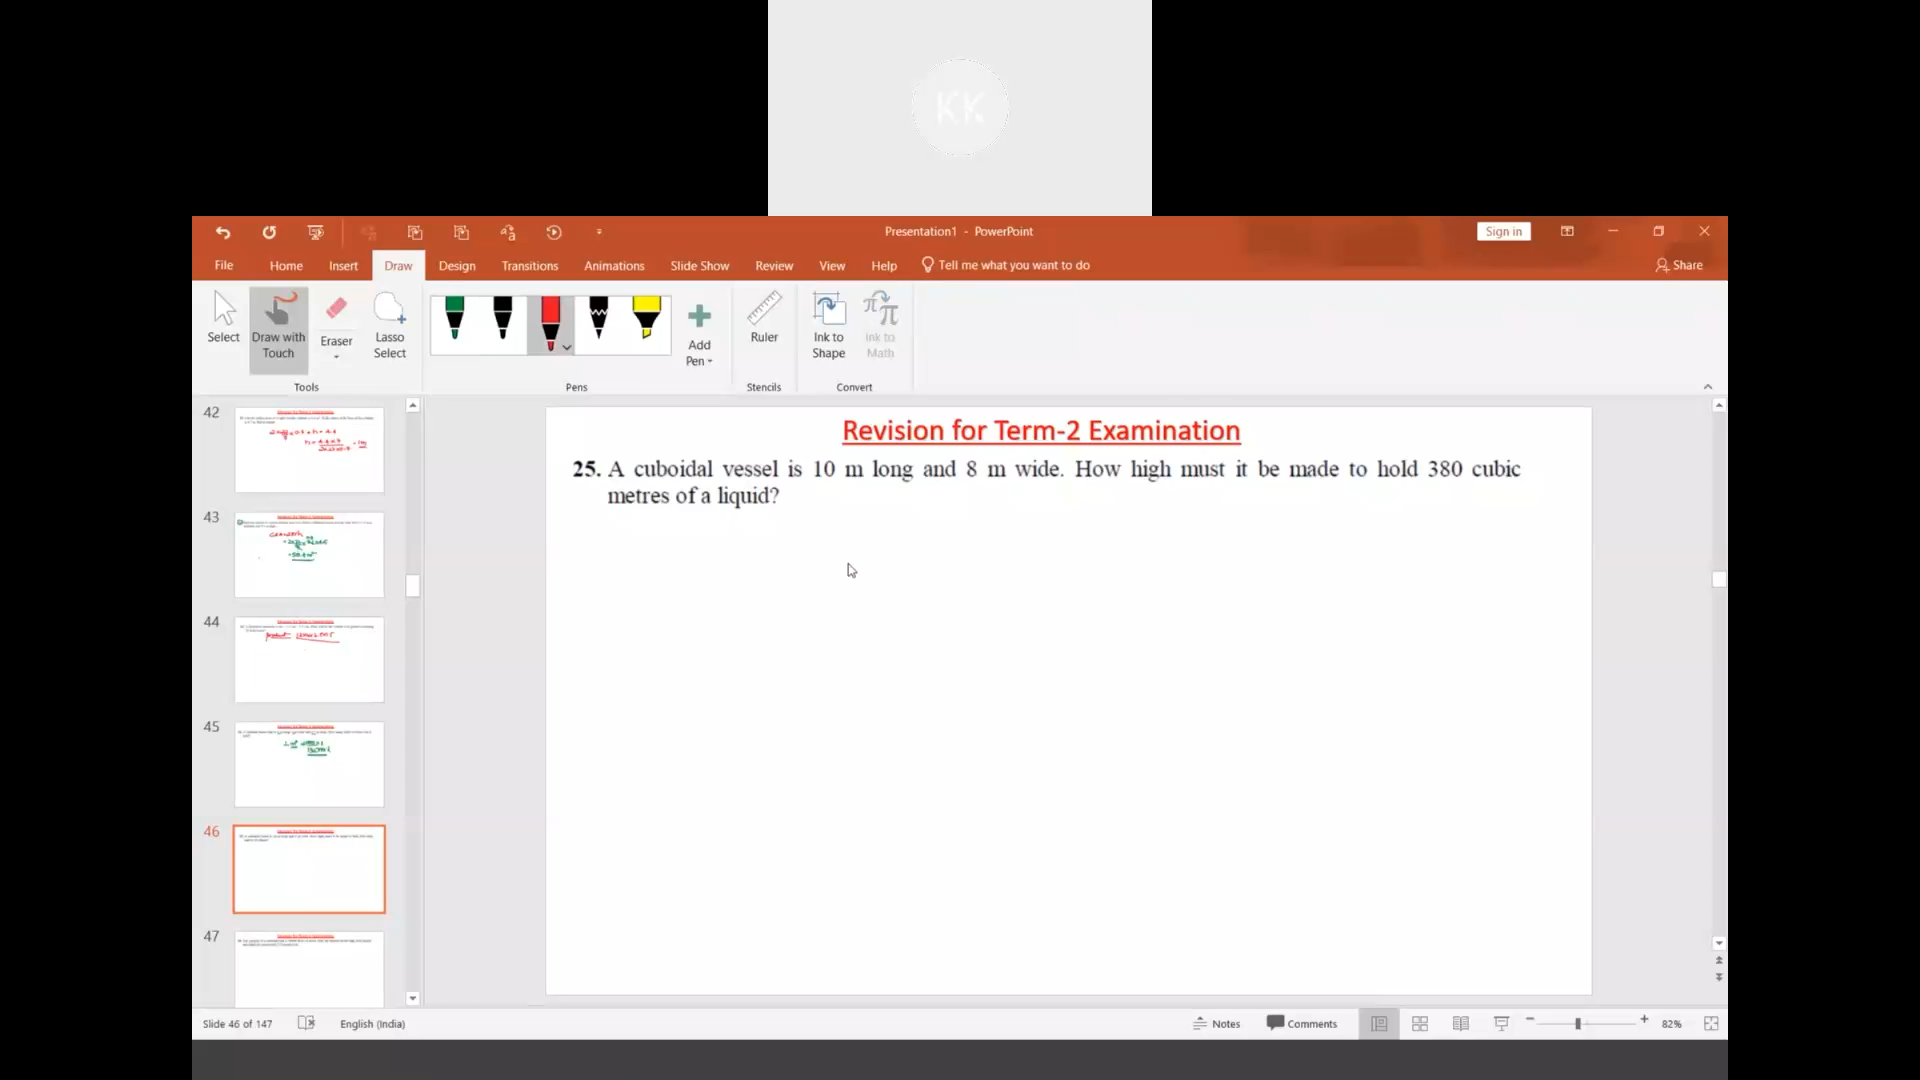 KK
Presentation1 - PowerPoint
Sign in
File Home Insert Draw Design Transitions Animations Slide Show Review View Help Tell me what you want to do Share
Select
Draw with Touch
Eraser
Lasso Select
Add Pen
Ruler
Ink to Shape
Ink to Math
Tools Pens Stencils Convert
42
43
44
45
46
47
Revision for Term-2 Examination
25. A cuboidal vessel is 10 m long and 8 m wide. How high must it be made to hold 380 cubic
metres of a liquid?
Slide 46 of 147 English (India) Notes Comments 82%